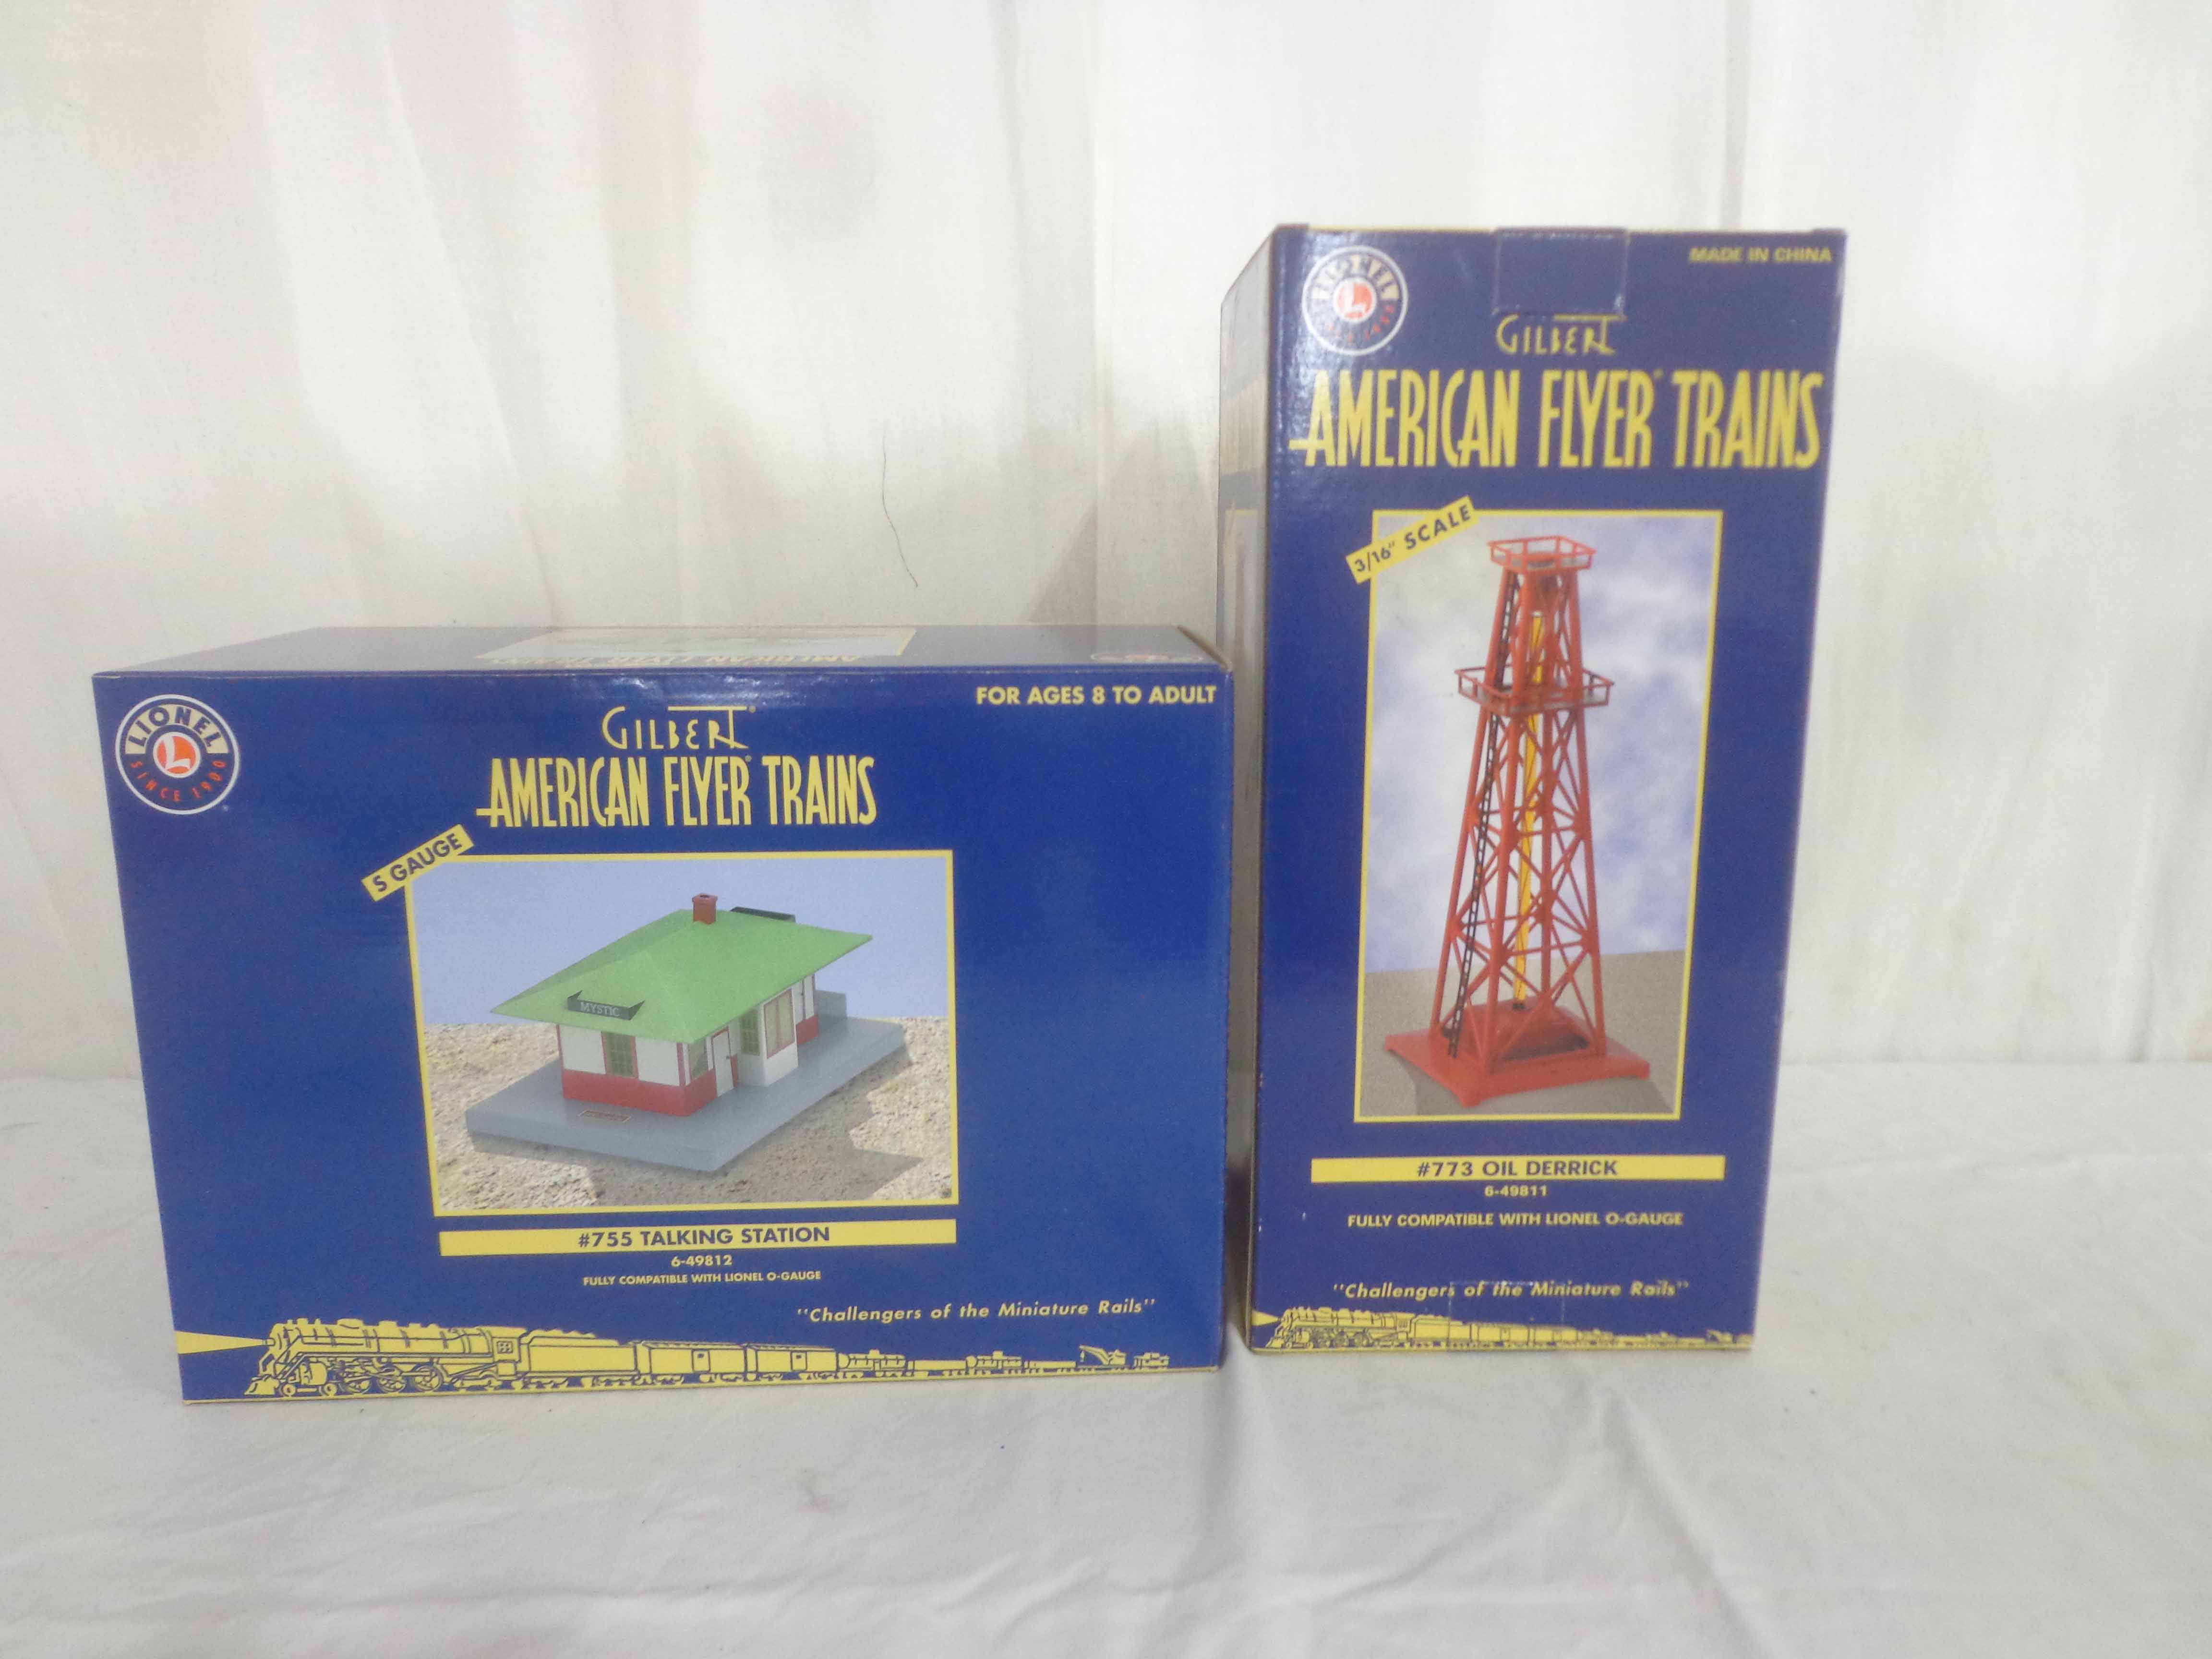 LIONEL
L
SINCE 1900
GILBERT
AMERICAN FLYER TRAINS
FOR AGES 8 TO ADULT
S GAUGE
MYSTIC
#755 TALKING STATION
6-49812
FULLY COMPATIBLE WITH LIONEL O-GAUGE
"Challengers of the Miniature Rails"
LIONEL
L
MADE IN CHINA
GILBERT
AMERICAN FLYER TRAINS
3/16" SCALE
#773 OIL DERRICK
6-49811
FULLY COMPATIBLE WITH LIONEL O-GAUGE
"Challengers of the Miniature Rails"